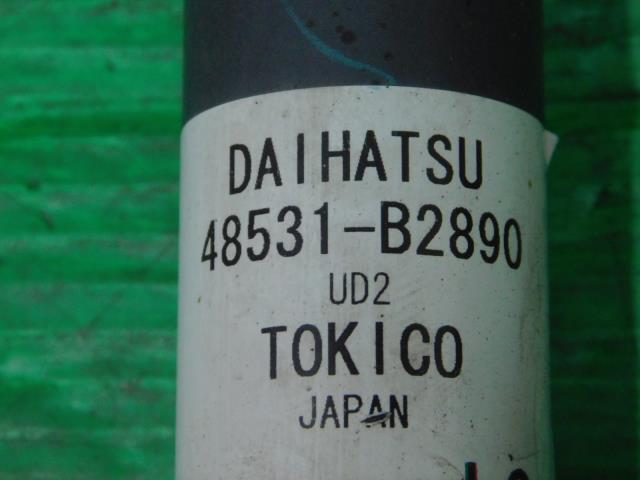 DAIHATSU
48531-B2890
UD2
TOKICO
JAPAN